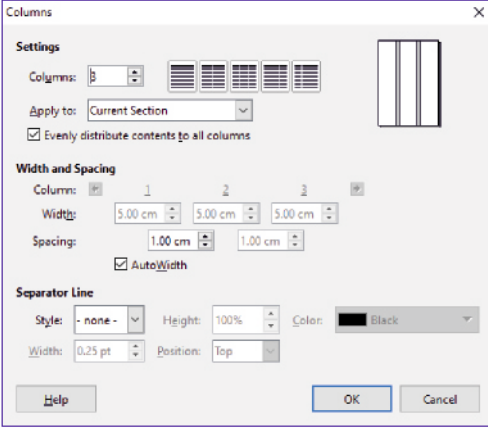 Columns
Settings
Columns: 3
Apply to: Current Section
Evenly distribute contents to all columns
Width and Spacing
Column: 1 2 3
Width: 5.00 cm 5.00 cm 5.00 cm
Spacing: 1.00 cm 1.00 cm
AutoWidth
Separator Line
Style: - none - Height: 100% Color: Black
Width: 0.25 pt Position: Top
Help OK Cancel